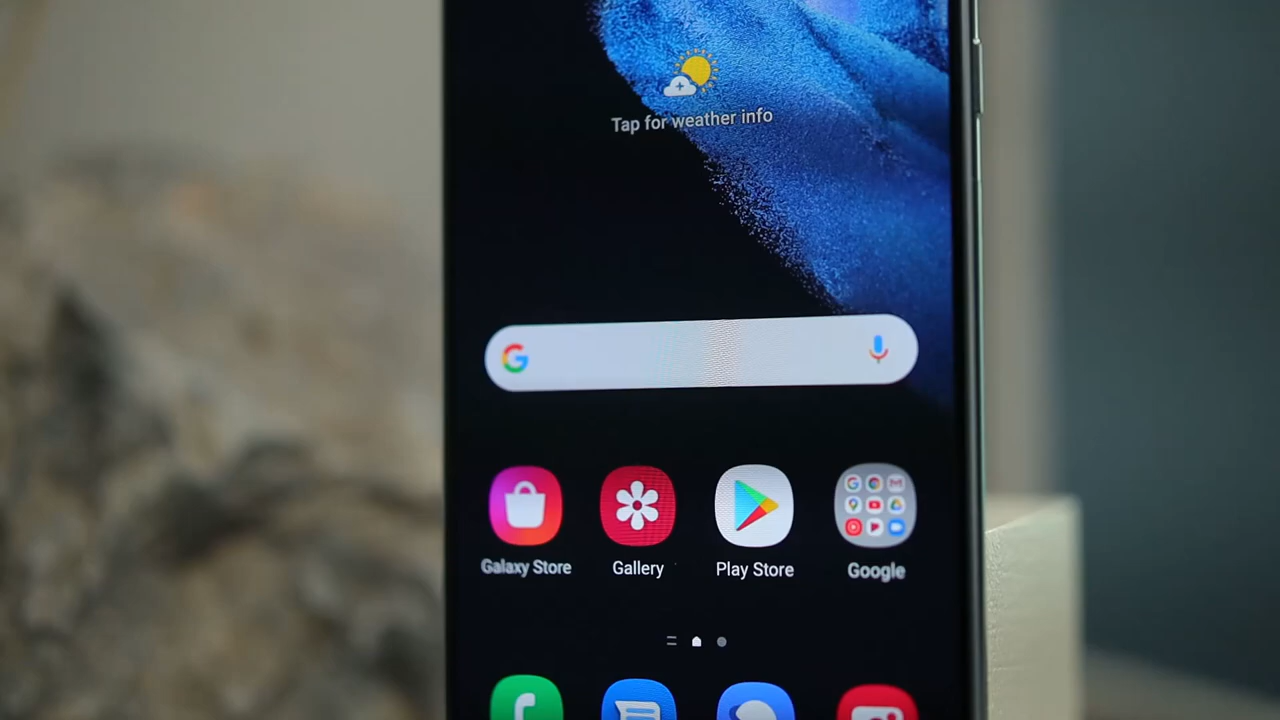 Tap for weather info
G
Galaxy Store
Gallery
Play Store
Google